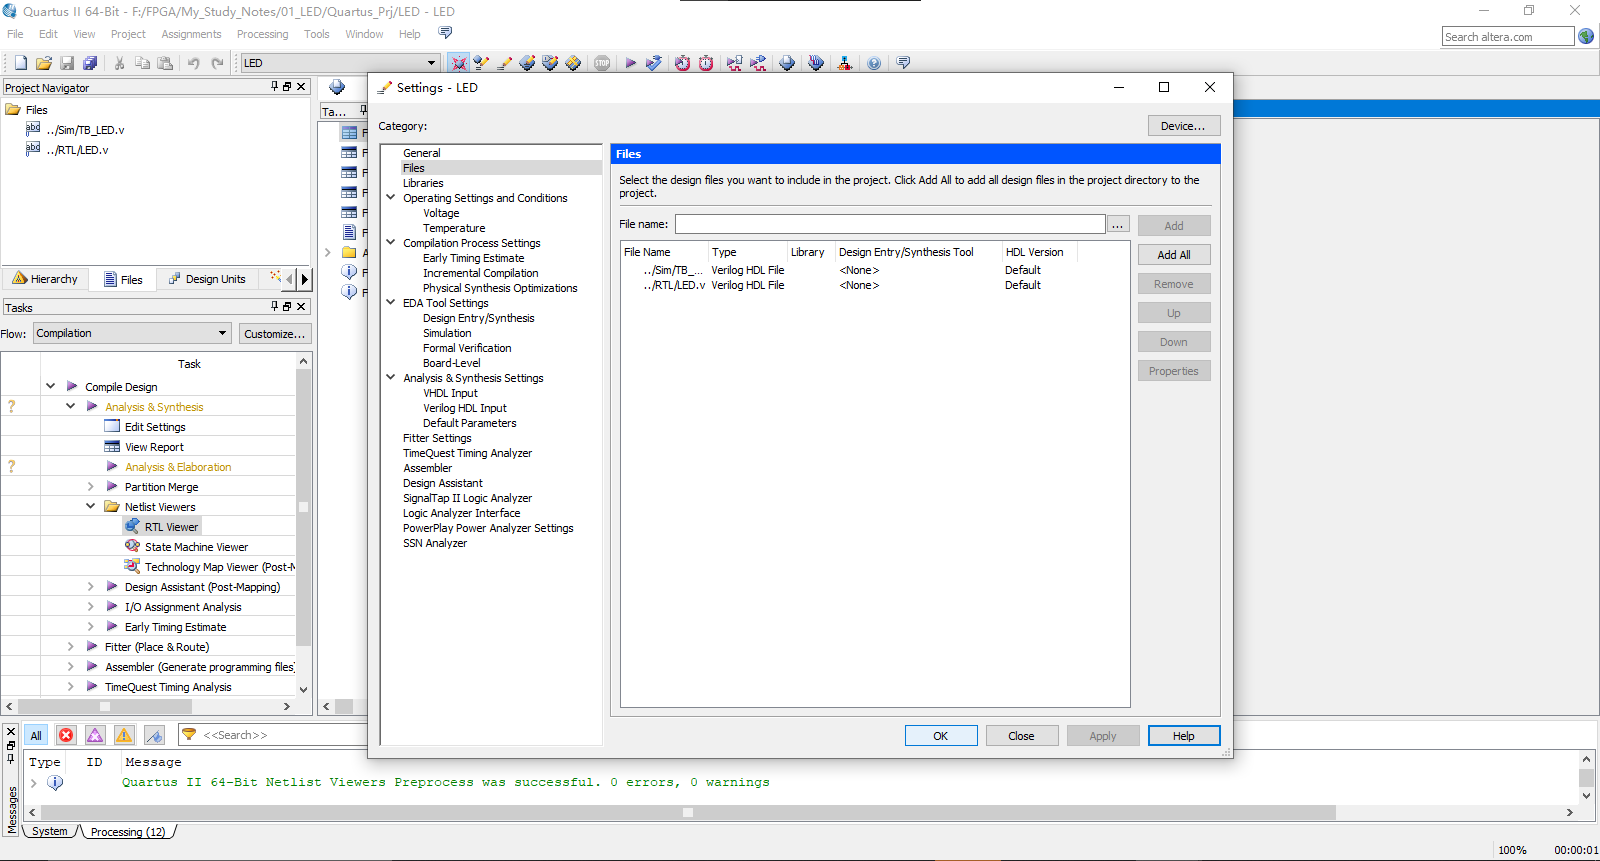 Quartus II 64-Bit - F:/FPGA/My_Study_Notes/01_LED/Quartus_Prj/LED - LED
File Edit View Project Assignments Processing Tools Window Help
Search altera.com
LED
Project Navigator
Files
../Sim/TB_LED.v
../RTL/LED.v
Hierarchy Files Design Units
Tasks
Flow: Compilation Customize...
Task
Compile Design
Analysis & Synthesis
Edit Settings
View Report
Analysis & Elaboration
Partition Merge
Netlist Viewers
RTL Viewer
State Machine Viewer
Technology Map Viewer (Post-M
Design Assistant (Post-Mapping)
I/O Assignment Analysis
Early Timing Estimate
Fitter (Place & Route)
Assembler (Generate programming files)
TimeQuest Timing Analysis
Ta...
F
F
F
F
F
F
A
F
F
Settings - LED
Category:
Device...
General
Files
Libraries
Operating Settings and Conditions
Voltage
Temperature
Compilation Process Settings
Early Timing Estimate
Incremental Compilation
Physical Synthesis Optimizations
EDA Tool Settings
Design Entry/Synthesis
Simulation
Formal Verification
Board-Level
Analysis & Synthesis Settings
VHDL Input
Verilog HDL Input
Default Parameters
Fitter Settings
TimeQuest Timing Analyzer
Assembler
Design Assistant
SignalTap II Logic Analyzer
Logic Analyzer Interface
PowerPlay Power Analyzer Settings
SSN Analyzer
Files
Select the design files you want to include in the project. Click Add All to add all design files in the project directory to the
project.
File name: ... Add
File Name Type Library Design Entry/Synthesis Tool HDL Version
../Sim/TB_... Verilog HDL File <None> Default
../RTL/LED.v Verilog HDL File <None> Default
Add All
Remove
Up
Down
Properties
OK Close Apply Help
All <<Search>>
Type ID Message
Quartus II 64-Bit Netlist Viewers Preprocess was successful. 0 errors, 0 warnings
Messages
System Processing (12)
100% 00:00:01